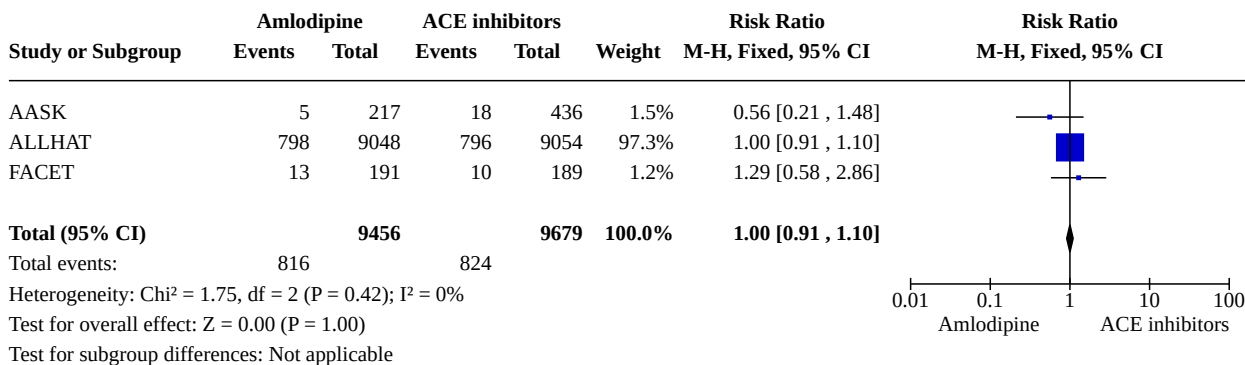 Amlodipine ACE inhibitors Risk Ratio Risk Ratio
Study or Subgroup Events Total Events Total Weight M-H, Fixed, 95% CI M-H, Fixed, 95% CI
AASK 5 217 18 436 1.5% 0.56 [0.21 , 1.48]
ALLHAT 798 9048 796 9054 97.3% 1.00 [0.91 , 1.10]
FACET 13 191 10 189 1.2% 1.29 [0.58 , 2.86]
Total (95% CI) 9456 9679 100.0% 1.00 [0.91 , 1.10]
Total events: 816 824
Heterogeneity: Chi² = 1.75, df = 2 (P = 0.42); I² = 0%
0.01 0.1 1 10 100
Test for overall effect: Z = 0.00 (P = 1.00)
Amlodipine ACE inhibitors
Test for subgroup differences: Not applicable